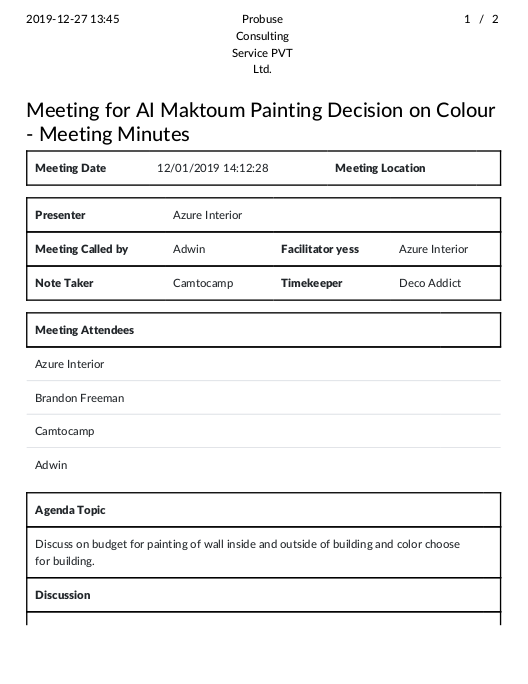 2019-12-27 13:45 Probuse 1 / 2
Consulting
Service PVT
Ltd.
Meeting for Al Maktoum Painting Decision on Colour
- Meeting Minutes
Meeting Date 12/01/2019 14:12:28 Meeting Location
Presenter Azure Interior
Meeting Called by Adwin Facilitator yess Azure Interior
Note Taker Camtocamp Timekeeper Deco Addict
Meeting Attendees
Azure Interior
Brandon Freeman
Camtocamp
Adwin
Agenda Topic
Discuss on budget for painting of wall inside and outside of building and color choose
for building.
Discussion